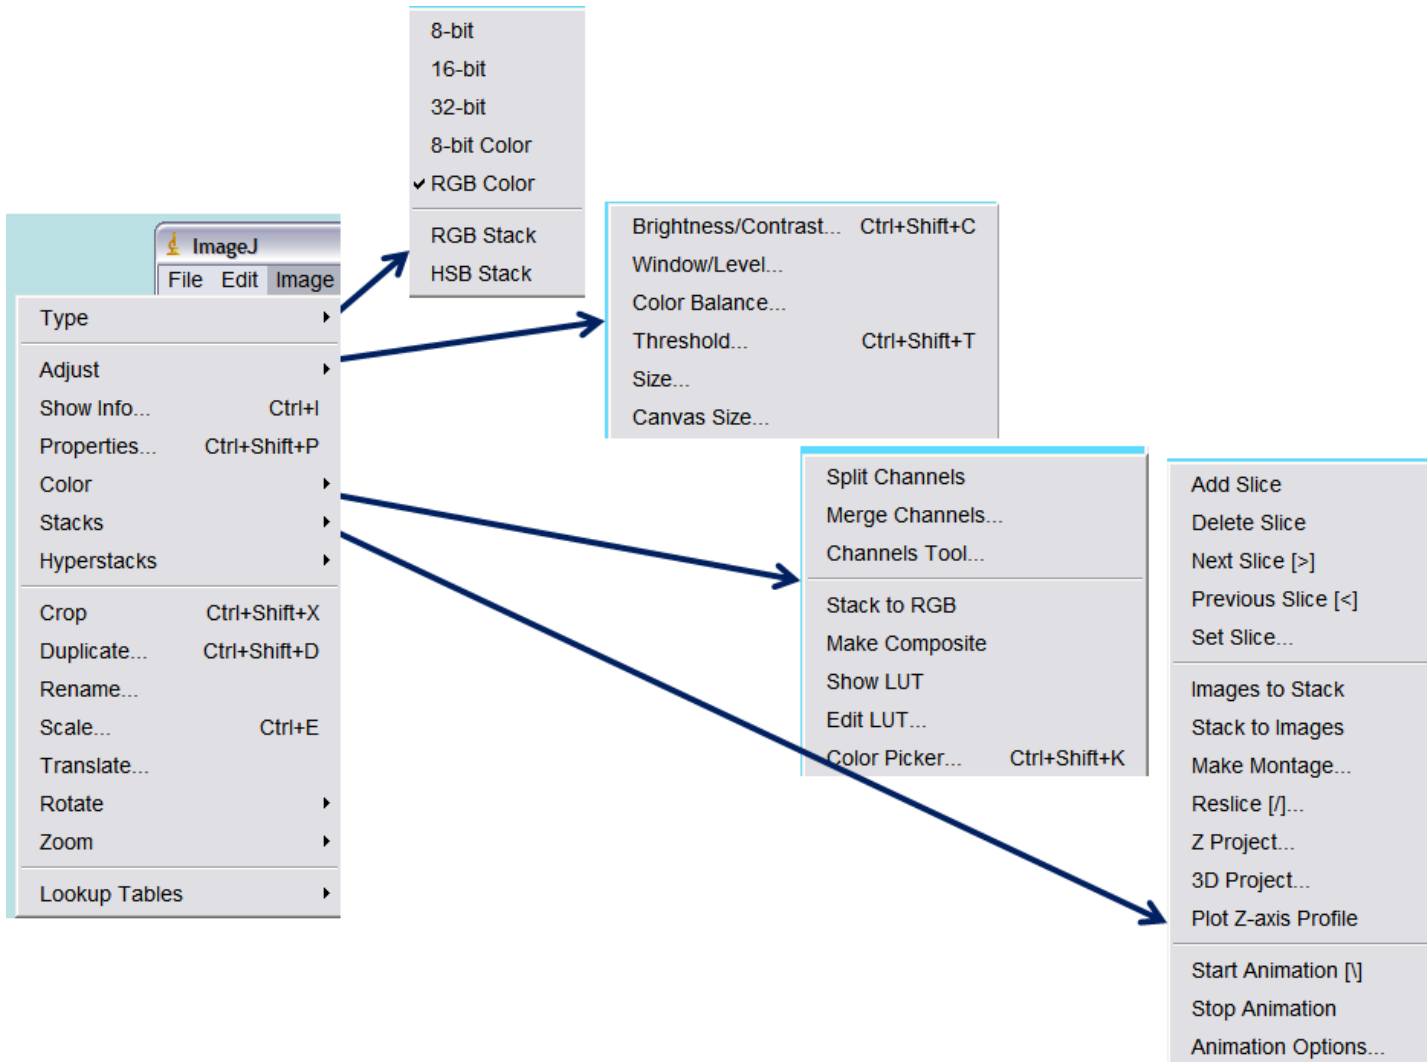 8-bit
16-bit
32-bit
8-bit Color
RGB Color
RGB Stack
HSB Stack
ImageJ
File Edit Image
Type
Adjust
Show Info... Ctrl+I
Properties... Ctrl+Shift+P
Color
Stacks
Hyperstacks
Crop Ctrl+Shift+X
Duplicate... Ctrl+Shift+D
Rename...
Scale... Ctrl+E
Translate...
Rotate
Zoom
Lookup Tables
Brightness/Contrast... Ctrl+Shift+C
Window/Level...
Color Balance...
Threshold... Ctrl+Shift+T
Size...
Canvas Size...
Split Channels
Merge Channels...
Channels Tool...
Stack to RGB
Make Composite
Show LUT
Edit LUT...
Color Picker... Ctrl+Shift+K
Add Slice
Delete Slice
Next Slice [>]
Previous Slice [<]
Set Slice...
Images to Stack
Stack to Images
Make Montage...
Reslice [/]...
Z Project...
3D Project...
Plot Z-axis Profile
Start Animation [\]
Stop Animation
Animation Options...